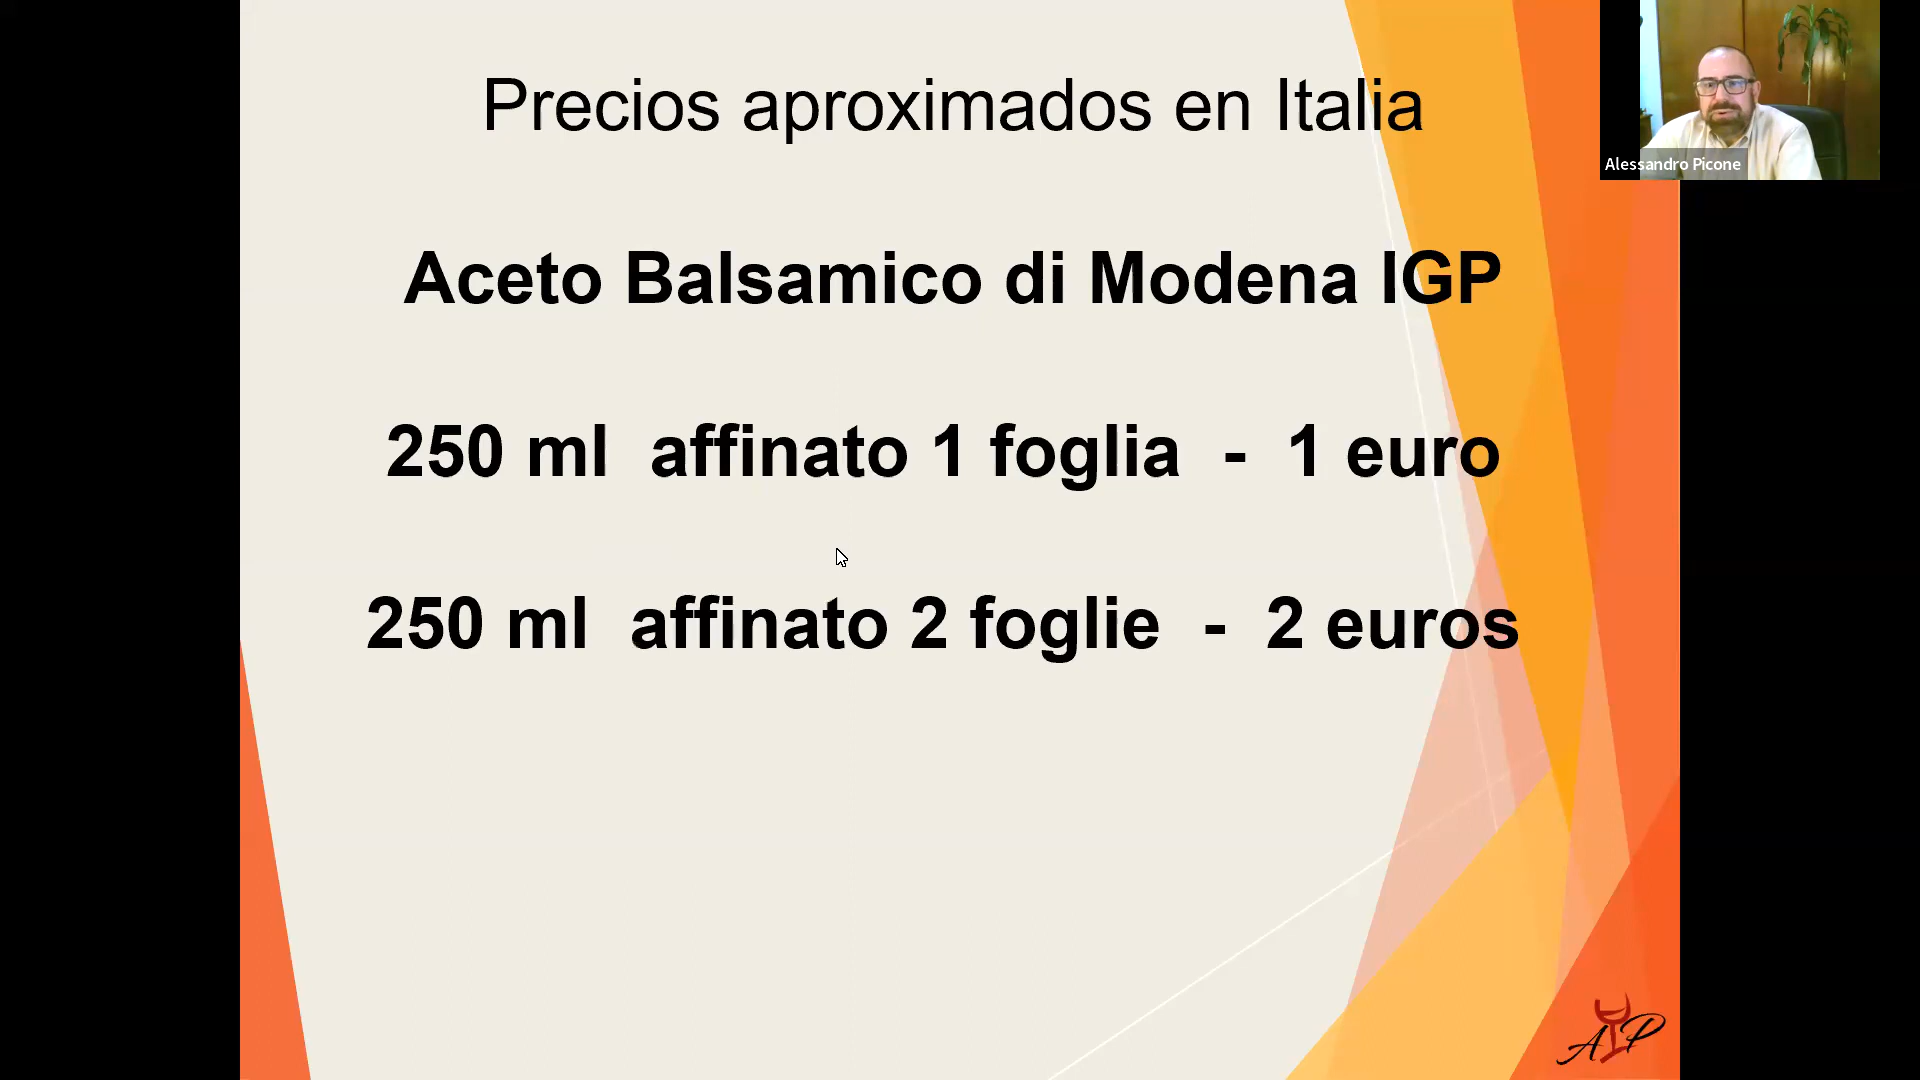 Precios aproximados en Italia
Alessandro Picone
Aceto Balsamico di Modena IGP
250 ml affinato 1 foglia - 1 euro
250 ml affinato 2 foglie - 2 euros
AP